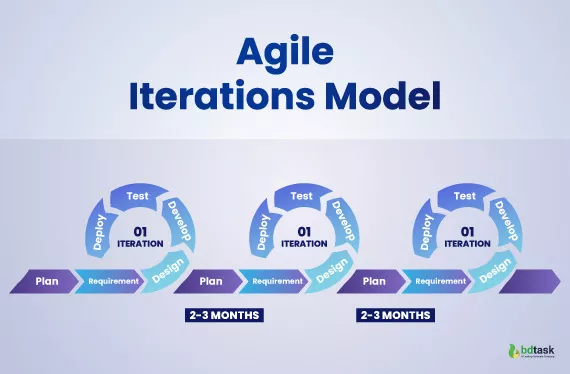 Agile
Iterations Model
Test
Deploy
Develop
01
ITERATION
Design
Plan
Requirement
Test
Deploy
Develop
01
ITERATION
Design
Plan
Requirement
Test
Deploy
Develop
01
ITERATION
Design
Plan
Requirement
2-3 MONTHS
2-3 MONTHS
bdtask